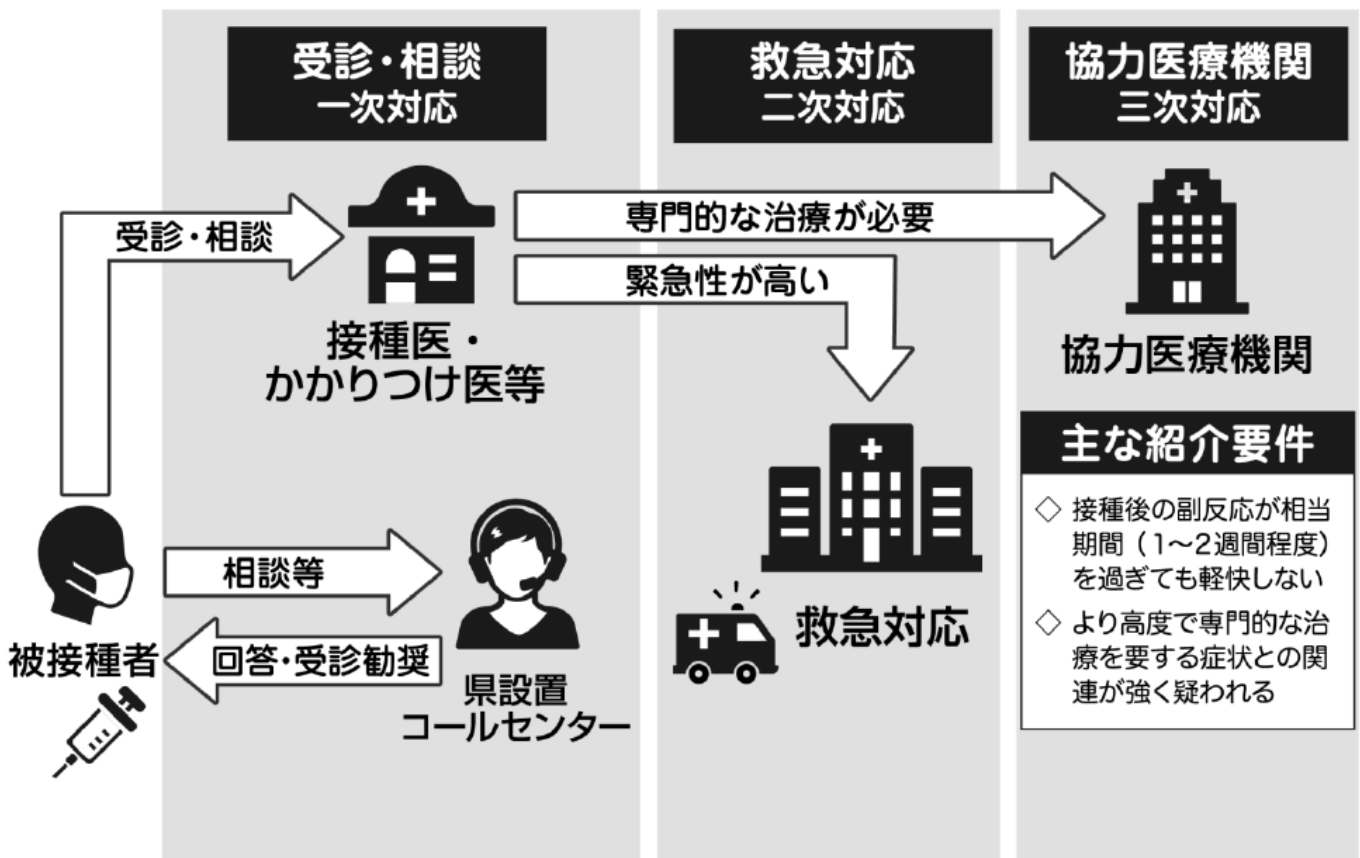 受診・相談
一次対応
救急対応
二次対応
協力医療機関
三次対応
受診・相談
専門的な治療が必要
緊急性が高い
接種医・
かかりつけ医等
協力医療機関
主な紹介要件
◇ 接種後の副反応が相当
期間(1〜2週間程度)
を過ぎても軽快しない
◇ より高度で専門的な治
療を要する症状との関
連が強く疑われる
相談等
回答・受診勧奨
被接種者
県設置
コールセンター
救急対応